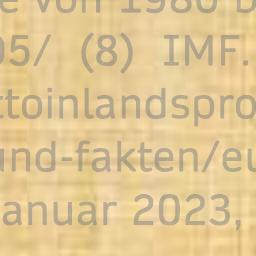 e von 1980 b
05/ (8) IMF.
ttoinlandspro
und-fakten/eu
anuar 2023,